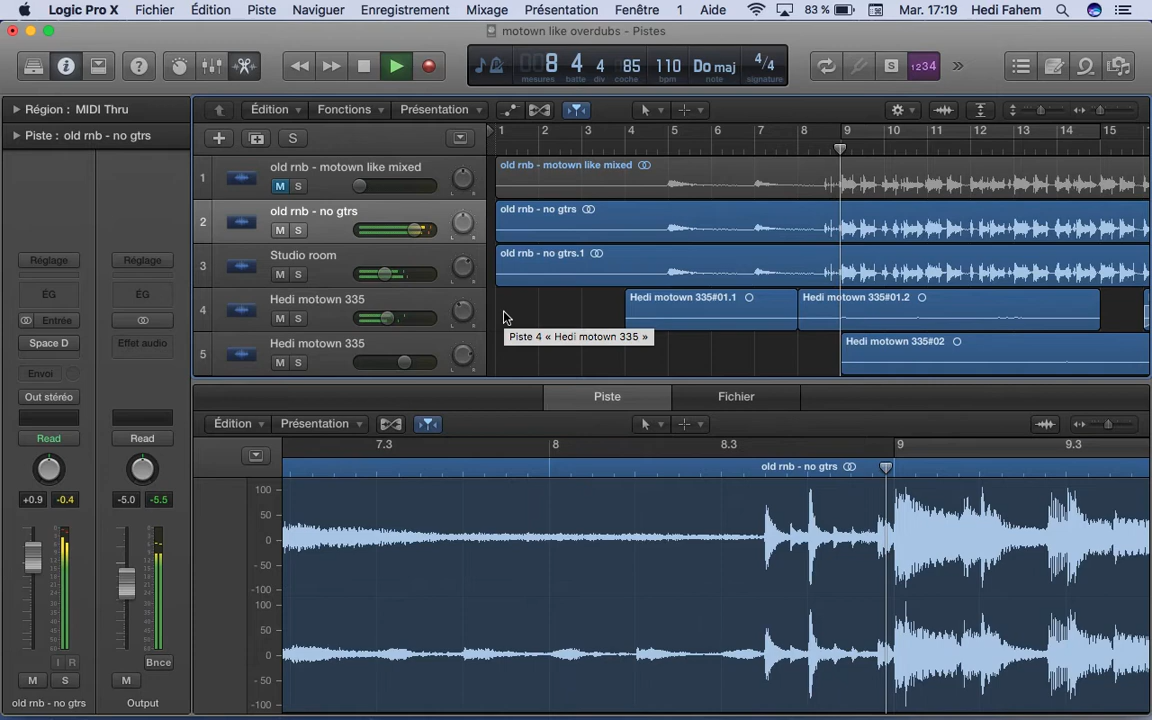 Logic Pro X Fichier Édition Piste Naviguer Enregistrement Mixage Présentation Fenêtre 1 Aide 83 % Mar. 17:19 Hedi Fahem
motown like overdubs - Pistes
8 4 4 85 110 Do maj 4/4
mesures batte div coche bpm note signature
S 1234
Région : MIDI Thru
Piste : old rnb - no gtrs
Édition Fonctions Présentation
S
1 2 3 4 5 6 7 8 9 10 11 12 13 14 15
1 old rnb - motown like mixed
M S
old rnb - motown like mixed
2 old rnb - no gtrs
M S
old rnb - no gtrs
3 Studio room
M S
old rnb - no gtrs.1
4 Hedi motown 335
M S
Hedi motown 335#01.1
Hedi motown 335#01.2
Piste 4 « Hedi motown 335 »
5 Hedi motown 335
M S
Hedi motown 335#02
Réglage Réglage
ÉG ÉG
Entrée
Space D Effet audio
Envoi
Out stéréo
Read Read
+0.9 -0.4 -5.0 -5.5
I R Bnce
M S M
old rnb - no gtrs Output
Piste Fichier
Édition Présentation
7.3 8 8.3 9 9.3
old rnb - no gtrs
100
50
0
-50
-100
100
50
0
-50
-100